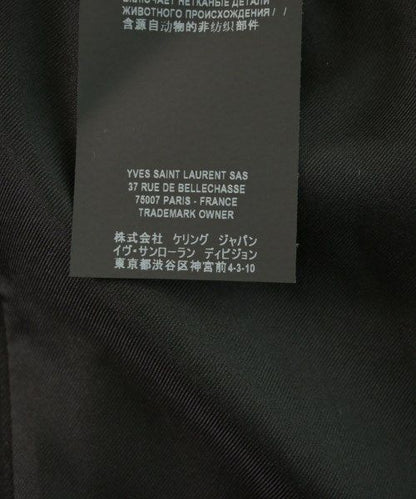 ВКЛЮЧАЕТ НЕТКАНЫЕ ДЕТАЛИ
ЖИВОТНОГО ПРОИСХОЖДЕНИЯ / /
含源自动物的非纺织部件
YVES SAINT LAURENT SAS
37 RUE DE BELLECHASSE
75007 PARIS - FRANCE
TRADEMARK OWNER
株式会社 ケリング ジャパン
イヴ・サンローラン ディビジョン
東京都渋谷区神宮前4-3-10